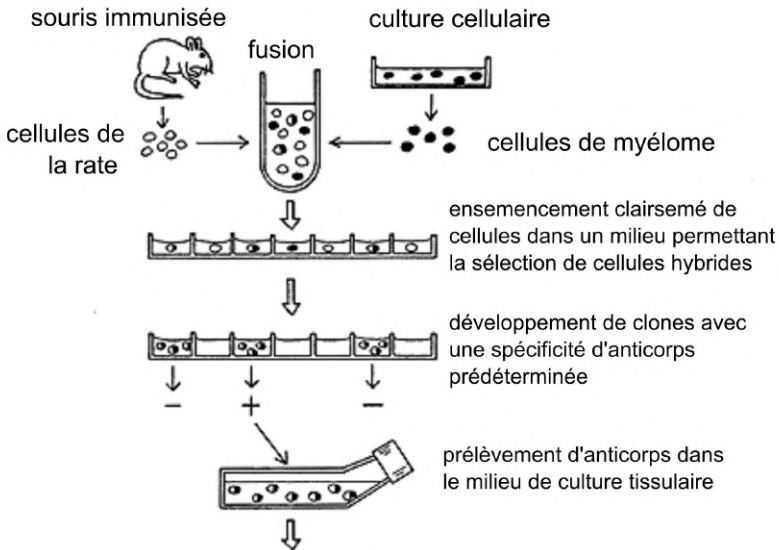 souris immunisée
fusion
culture cellulaire
cellules de
la rate
cellules de myélome
ensemencement clairsemé de
cellules dans un milieu permettant
la sélection de cellules hybrides
développement de clones avec
une spécificité d'anticorps
prédéterminée
− + −
prélèvement d'anticorps dans
le milieu de culture tissulaire